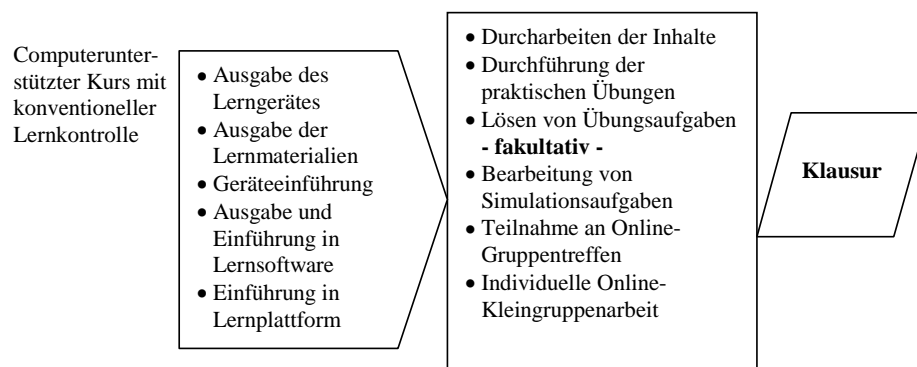 Computerunter-
stützter Kurs mit
konventioneller
Lernkontrolle
• Ausgabe des
Lerngerätes
• Ausgabe der
Lernmaterialien
• Geräteeinführung
• Ausgabe und
Einführung in
Lernsoftware
• Einführung in
Lernplattform
• Durcharbeiten der Inhalte
• Durchführung der
praktischen Übungen
• Lösen von Übungsaufgaben
- fakultativ -
• Bearbeitung von
Simulationsaufgaben
• Teilnahme an Online-
Gruppentreffen
• Individuelle Online-
Kleingruppenarbeit
Klausur